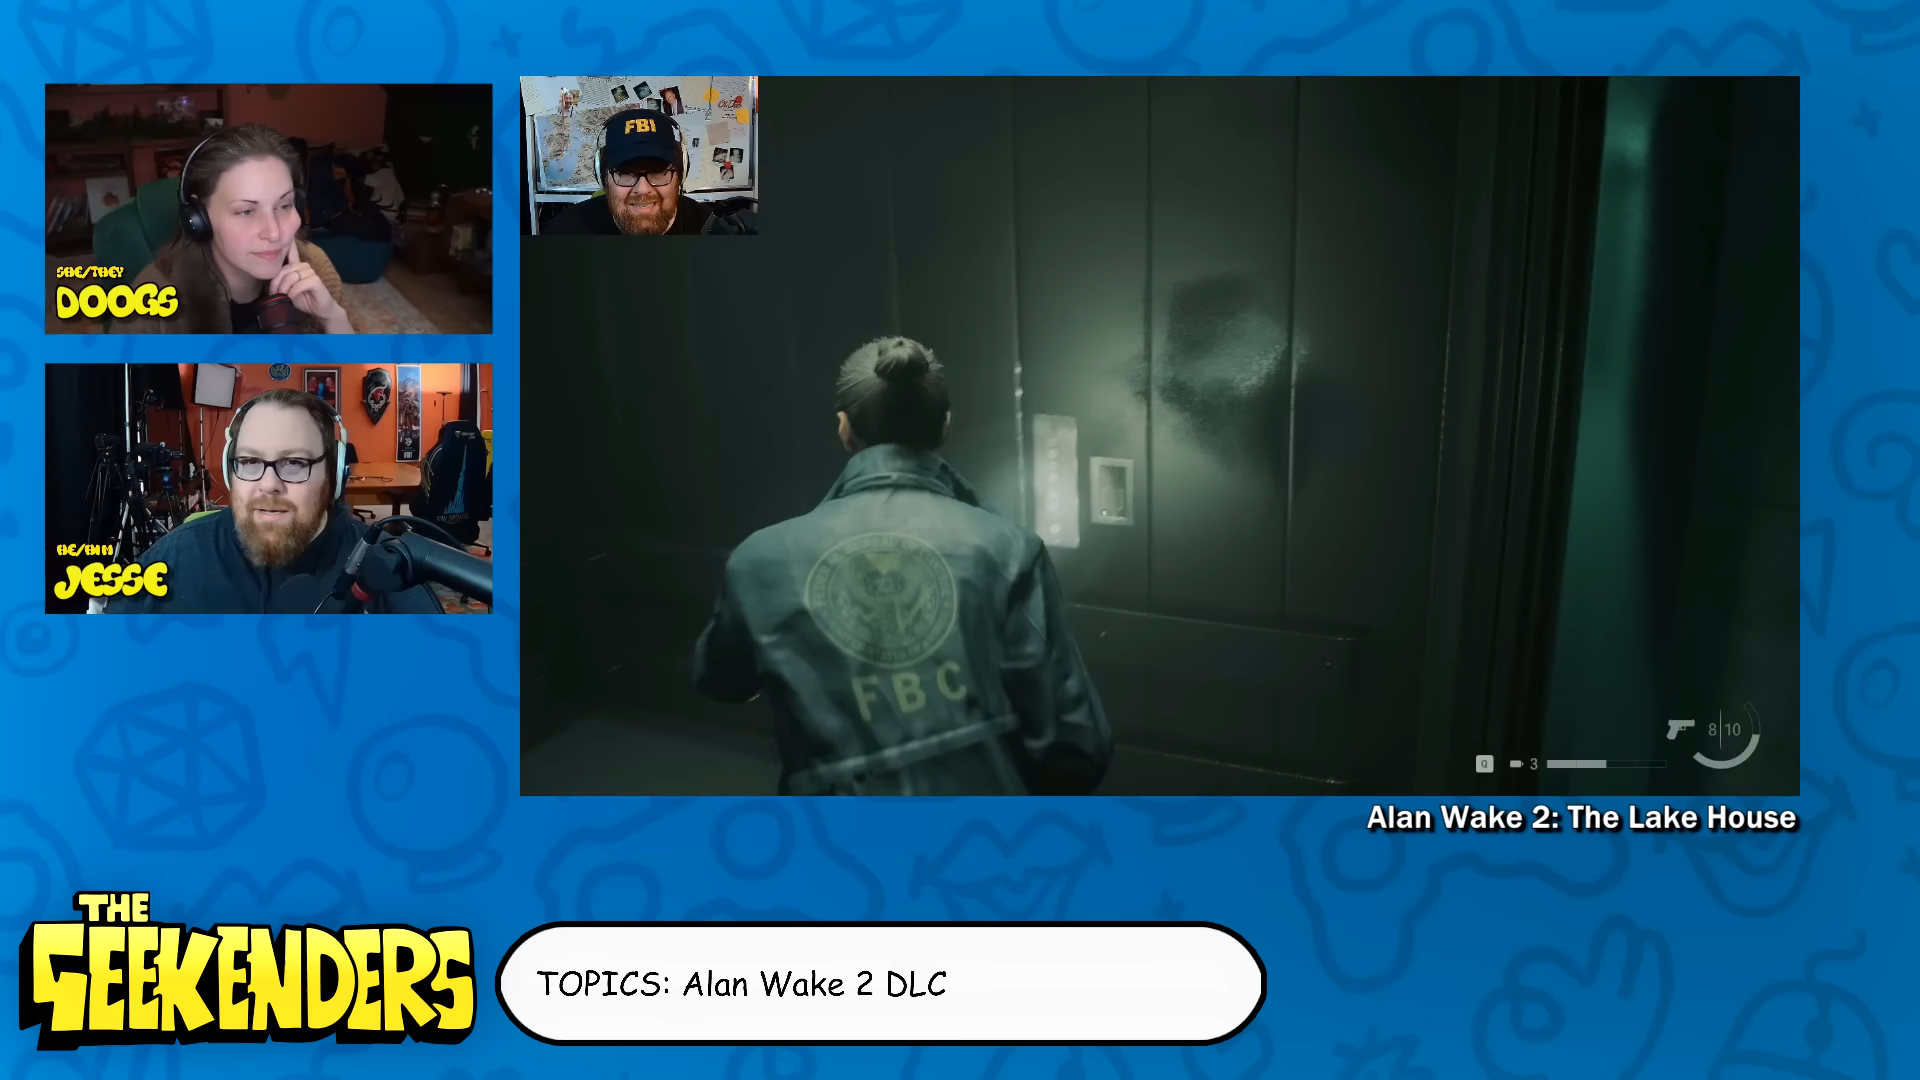 SHE/THEY
DOOGS
HE/HIM
JESSE
FBI
FBC
8|10
Q
3
Alan Wake 2: The Lake House
THE
GEEKENDERS
TOPICS: Alan Wake 2 DLC